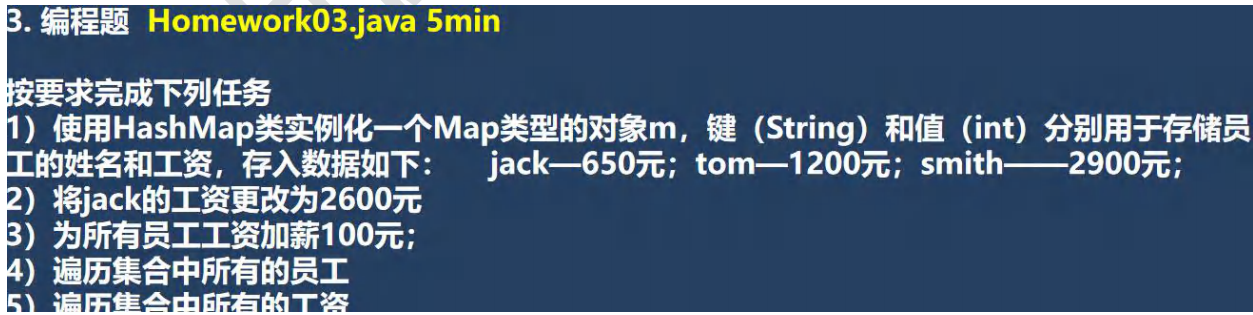 3. 编程题 Homework03.java 5min
按要求完成下列任务
1）使用HashMap类实例化一个Map类型的对象m，键（String）和值（int）分别用于存储员
工的姓名和工资，存入数据如下： jack—650元；tom—1200元；smith——2900元；
2）将jack的工资更改为2600元
3）为所有员工工资加薪100元；
4）遍历集合中所有的员工
5）遍历集合中所有的工资